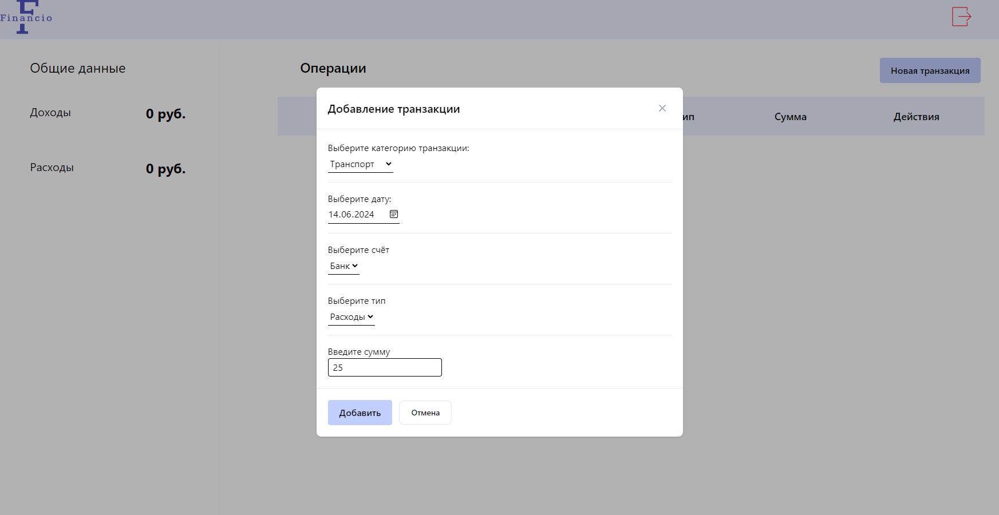 F
Financio
Общие данные
Операции
Новая транзакция
Доходы
0 руб.
Сумма
Действия
Расходы
0 руб.
Добавление транзакции
Выберите категорию транзакции:
Транспорт
Выберите дату:
14.06.2024
Выберите счёт
Банк
Выберите тип
Расходы
Введите сумму
25
Добавить
Отмена